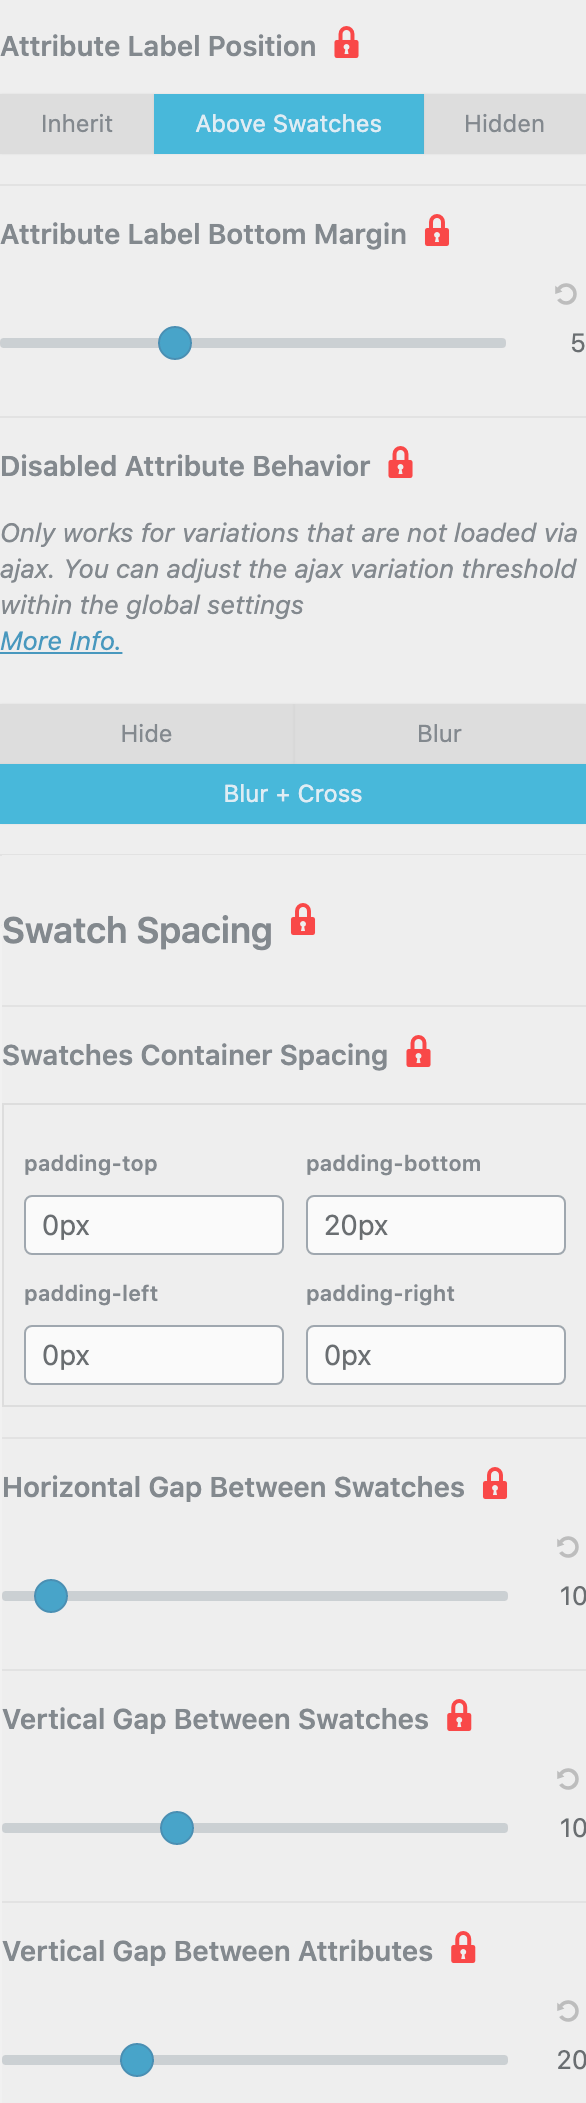 Attribute Label Position
Inherit
Above Swatches
Hidden
Attribute Label Bottom Margin
5
Disabled Attribute Behavior
Only works for variations that are not loaded via
ajax. You can adjust the ajax variation threshold
within the global settings
More Info.
Hide
Blur
Blur + Cross
Swatch Spacing
Swatches Container Spacing
padding-top
padding-bottom
0px
20px
padding-left
padding-right
0px
0px
Horizontal Gap Between Swatches
10
Vertical Gap Between Swatches
10
Vertical Gap Between Attributes
20